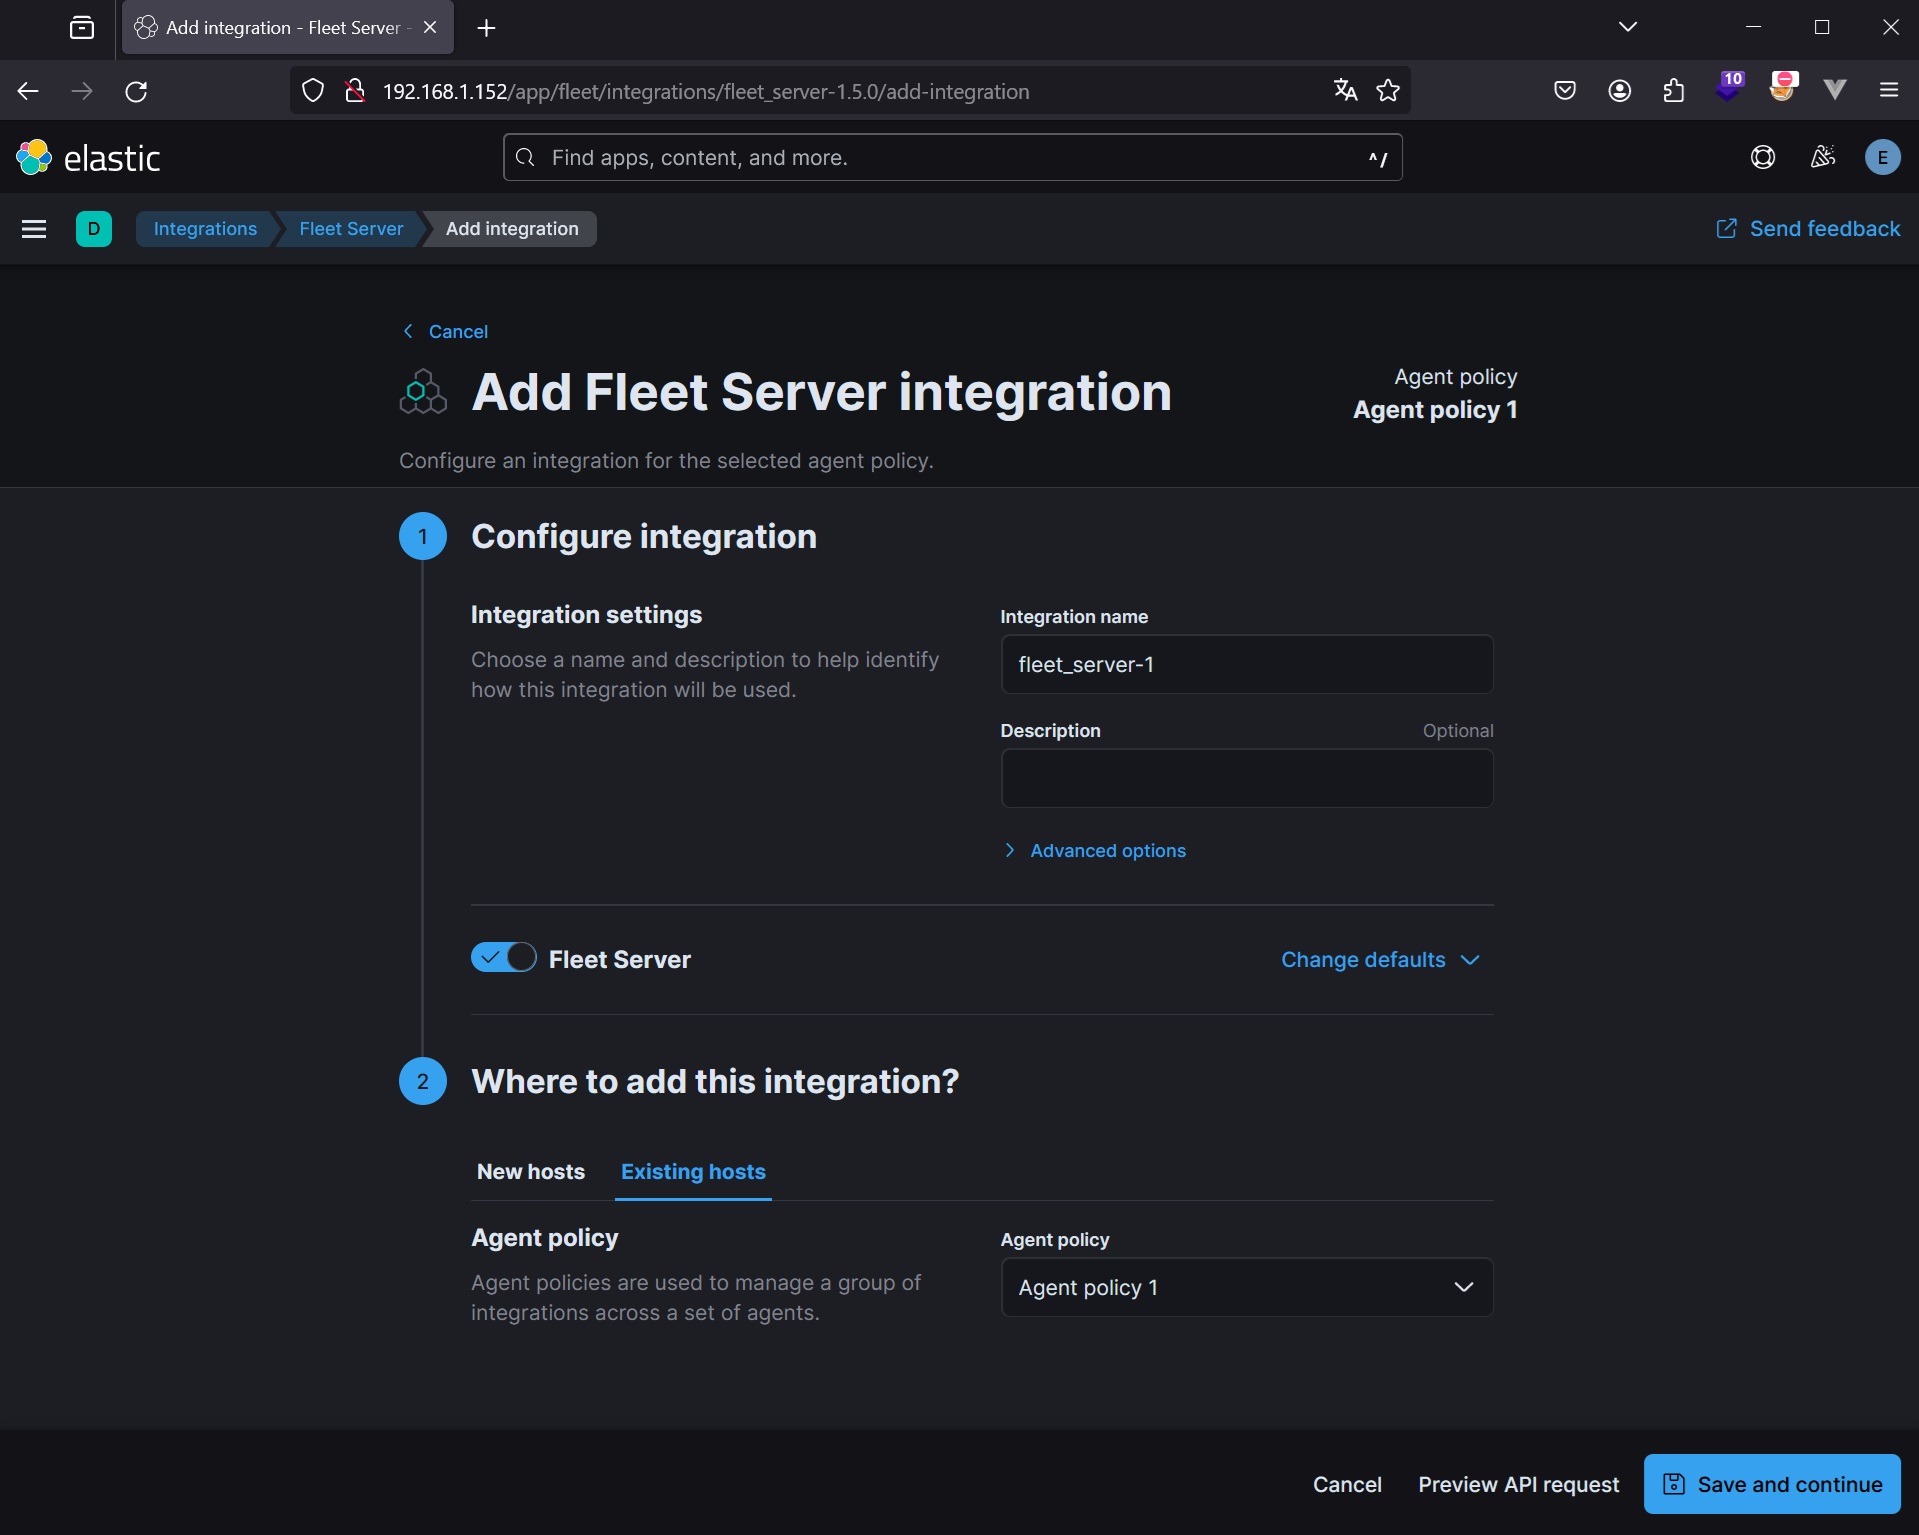 Add integration - Fleet Server -
192.168.1.152/app/fleet/integrations/fleet_server-1.5.0/add-integration
10
elastic
Find apps, content, and more.
^/
E
D
Integrations
Fleet Server
Add integration
Send feedback
Cancel
Add Fleet Server integration
Agent policy
Agent policy 1
Configure an integration for the selected agent policy.
1
Configure integration
Integration settings
Choose a name and description to help identify
how this integration will be used.
Integration name
fleet_server-1
Description
Optional
Advanced options
Fleet Server
Change defaults
2
Where to add this integration?
New hosts
Existing hosts
Agent policy
Agent policies are used to manage a group of
integrations across a set of agents.
Agent policy
Agent policy 1
Cancel
Preview API request
Save and continue